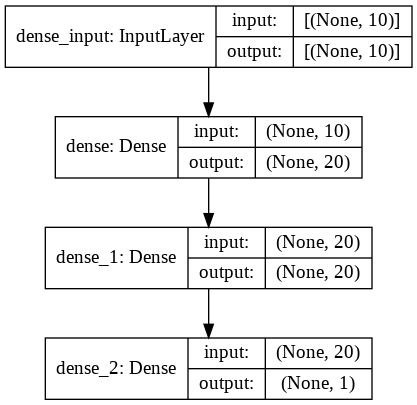 dense_input: InputLayer
input: [(None, 10)]
output: [(None, 10)]
dense: Dense
input: (None, 10)
output: (None, 20)
dense_1: Dense
input: (None, 20)
output: (None, 20)
dense_2: Dense
input: (None, 20)
output: (None, 1)